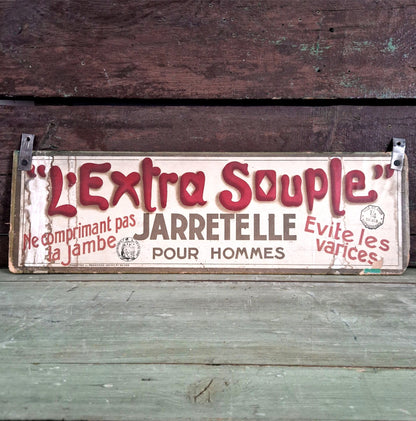 "L'Extra Souple"
Ne comprimant pas
la jambe
JARRETELLE
POUR HOMMES
Evite les
varices